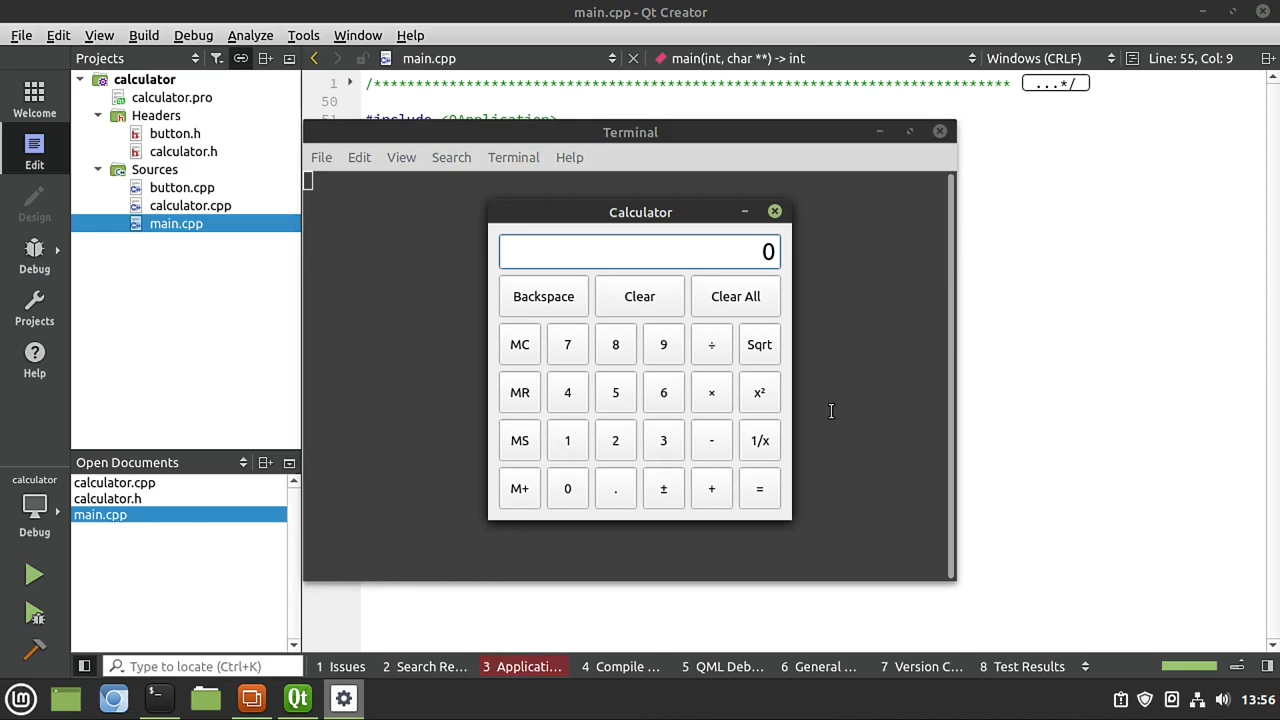 main.cpp - Qt Creator
File Edit View Build Debug Analyze Tools Window Help
Projects
main.cpp
main(int, char **) -> int
Windows (CRLF)
Line: 55, Col: 9
Welcome
Edit
Design
Debug
Projects
Help
calculator
calculator.pro
Headers
button.h
calculator.h
Sources
button.cpp
calculator.cpp
main.cpp
1 /**************************************************************************** ...*/
50
51 #include <QApplication>
Terminal
File Edit View Search Terminal Help
Calculator
0
Backspace Clear Clear All
MC 7 8 9 ÷ Sqrt
MR 4 5 6 × x²
MS 1 2 3 - 1/x
M+ 0 . ± + =
Open Documents
calculator.cpp
calculator.h
main.cpp
calculator
Debug
Type to locate (Ctrl+K)
1 Issues 2 Search Re... 3 Applicati... 4 Compile ... 5 QML Deb... 6 General ... 7 Version C... 8 Test Results
Qt
13:56